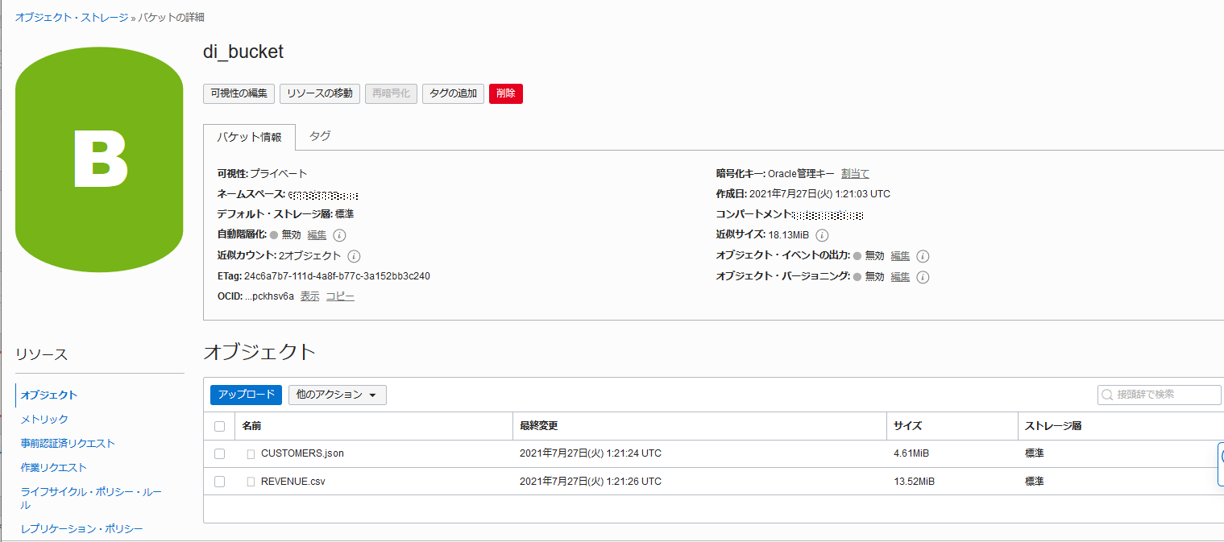 オブジェクト・ストレージ » バケットの詳細
B
di_bucket
可視性の編集 リソースの移動 再暗号化 タグの追加 削除
バケット情報 タグ
可視性: プライベート
ネームスペース:
デフォルト・ストレージ層: 標準
自動階層化: 無効 編集 i
近似カウント: 2オブジェクト i
ETag: 24c6a7b7-111d-4a8f-b77c-3a152bb3c240
OCID: ...pckhsv6a 表示 コピー
暗号化キー: Oracle管理キー 割当て
作成日: 2021年7月27日(火) 1:21:03 UTC
コンパートメント:
近似サイズ: 18.13MiB i
オブジェクト・イベントの出力: 無効 編集 i
オブジェクト・バージョニング: 無効 編集 i
リソース
オブジェクト
メトリック
事前認証済リクエスト
作業リクエスト
ライフサイクル・ポリシー・ルー
ル
レプリケーション・ポリシー
オブジェクト
アップロード 他のアクション 接頭辞で検索
名前 最終変更 サイズ ストレージ層
CUSTOMERS.json 2021年7月27日(火) 1:21:24 UTC 4.61MiB 標準
REVENUE.csv 2021年7月27日(火) 1:21:26 UTC 13.52MiB 標準